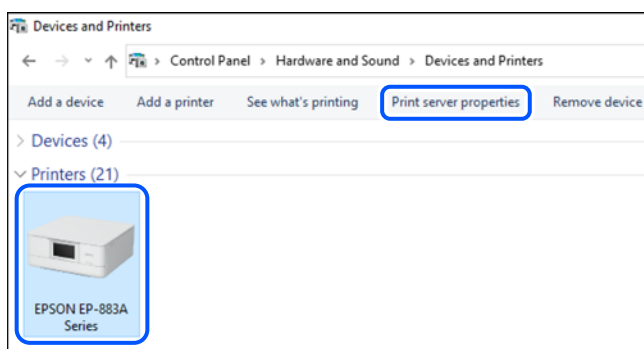 Devices and Printers
Control Panel > Hardware and Sound > Devices and Printers
Add a device Add a printer See what's printing Print server properties Remove device
Devices (4)
Printers (21)
EPSON EP-883A
Series